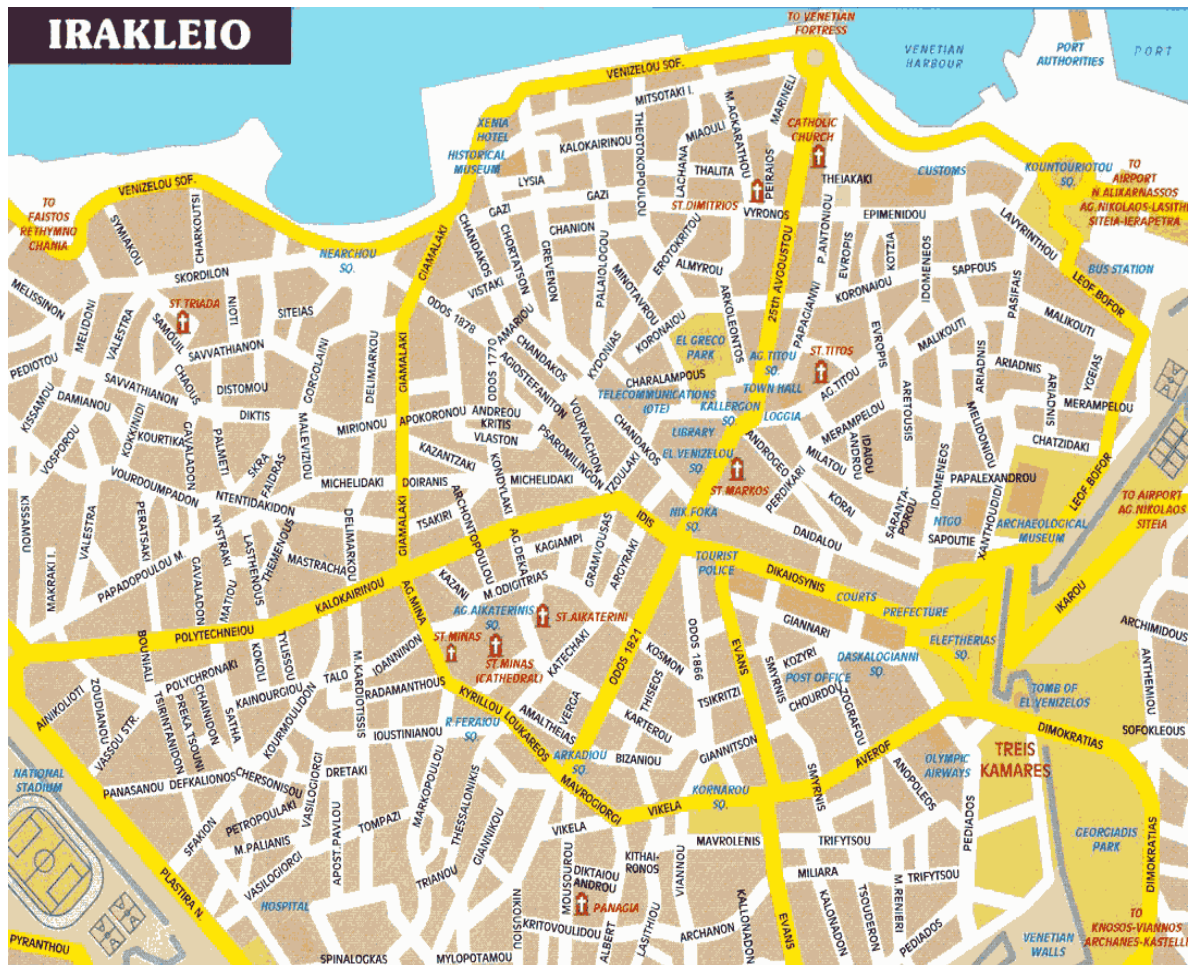 IRAKLEIO
TO VENETIAN
FORTRESS
VENETIAN
HARBOUR
PORT
AUTHORITIES
PORT
VENIZELOU SOF.
MITSOTAKI I.
MARINELI
XENIA
HOTEL
HISTORICAL
MUSEUM
KALOKAIRINOU
THEOTOKOPOULOU
MIAOULI
M.AGKARATHOU
CATHOLIC
CHURCH
LACHANA
THALITA
PEIRAIOS
THEIAKAKI
CUSTOMS
KOUNTOURIOTOU
SQ.
TO
AIRPORT
N.ALIKARNASSOS
AG.NIKOLAOS-LASITHI
SITEIA-IERAPETRA
TO
FAISTOS
RETHYMNO
CHANIA
VENIZELOU SOF.
SYMIAKOU
CHARKOUTSI
LYSIA
GAZI
GAZI
ST.DIMITRIOS
VYRONOS
EPIMENIDOU
LAVYRINTHOU
NEARCHOU
SQ.
GIAMALAKI
CHANDAKOS
CHORTATSON
GREVENON
CHANION
PALAIOLOGOU
MINOTAVROU
EROTOKRITOU
ALMYROU
P.ANTONIOU
EVROPIS
KOTZIA
IDOMENEOS
SAPFOUS
PASIFAIS
LEOF.BOFOR
BUS STATION
SKORDILON
MELISSINON
MELIDONI
VALESTRA
ST.TRIADA
SAMOUIL
CHAOUS
NIOTI
SITEIAS
VISTAKI
ODOS 1878
AMARIOU
KORONAIOU
ARKOLEONTOS
25th AVGOUSTOU
PAPAGIANNI
KORONAIOU
MALIKOUTI
MALIKOUTI
EL GRECO
PARK
AG.TITOU
SQ.
ST.TITOS
EVROPIS
PEDIOTOU
SAVVATHIANON
SAVVATHIANON
GORGOLAINI
DELIMARKOU
GIAMALAKI
ODOS 1770
CHANDAKOS
AGIOSTEFANITON
KYDONIAS
CHARALAMPOUS
TOWN HALL
AG.TITOU
ARIADNIS
ARIADNIS
ARIADNIS
YGEIAS
KISSAMOU
DAMIANOU
KOKKINIDI
DISTOMOU
DIKTIS
TELECOMMUNICATIONS
(OTE)
KALLERGON
SQ.
LOGGIA
ARETOUSIS
MERAMPELOU
MERAMPELOU
VOSPOROU
KOURTIKA
GAVALADON
PALMETI
SKRA
FAIDRAS
MALEVIZIOU
MIRIONOU
APOKORONOU
ANDREOU
KRITIS
VLASTON
PSAROMILINGON
VOURVACHON
CHANDAKOS
LIBRARY
EL.VENIZELOU
SQ.
ST.MARKOS
ANDROGEO
MILATOU
IDAIOU
ANDROU
MELIDONIOU
CHATZIDAKI
KAZANTZAKI
KONDYLAKI
TZOULAKI
PERDIKARI
KORAI
IDOMENEOS
PAPALEXANDROU
LEOF.BOFOR
VOURDOUMPADON
NTENTIDAKIDON
MICHELIDAKI
DOIRANIS
MICHELIDAKI
TO AIRPORT
AG.NIKOLAOS
SITEIA
KISSAMOU
VALESTRA
PERATSAKI
NYSTRAKI
LASTHENOUS
THEMENOUS
DELIMARKOU
GIAMALAKI
TSAKIRI
ARCHONTOPOULOU
AG.DEKA
IDIS
NIK.FOKA
SQ.
DAIDALOU
SARANTA-
POROU
NTGO
SAPOUTIE
XANTHOUDIDI
ARCHAEOLOGICAL
MUSEUM
MAKRAKI I.
PAPADOPOULOU M.
GAVALADON
MATIOU
MASTRACHA
KALOKAIRINOU
KAGIAMPI
GRAMVOUSAS
ARGYRAKI
TOURIST
POLICE
DIKAIOSYNIS
COURTS
PREFECTURE
IKAROU
AG.MINA
KAZANI
M.ODIGITRIAS
AG.AIKATERINIS
SQ.
ST.AIKATERINI
ODOS 1821
ODOS 1866
EVANS
GIANNARI
ELEFTHERIAS
SQ.
ARCHIMIDOUS
POLYTECHNEIOU
BOUNIALI
TYLISSOU
KOKOLI
ST.MINAS
ST.MINAS
(CATHEDRAL)
KATECHAKI
KOSMON
SMYRNIS
KOZYRI
POST OFFICE
DASKALOGIANNI
SQ.
ANTHEMIOU
AINIKOLIOTI
ZOUDIANOU
VASSOU STR.
POLYCHRONAKI
CHAINIDON
PREKA TSOUNI
TSIRINTANIDON
SATHA
KAINOURGIOU
KOURMOULIDON
TALO
M.KARDIOTISSIS
IOANNINON
RADAMANTHOUS
KYRILLOU LOUKAREOS
AMALTHEIAS
VERGA
THISEOS
KARTEROU
TSIKRITZI
CHOURDOU
ZOGRAFOU
TOMB OF
EL.VENIZELOS
DIMOKRATIAS
SOFOKLEOUS
IOUSTINIANOU
R.FERAIOU
SQ.
ARKADIOU
SQ.
BIZANIOU
GIANNITSON
AVEROF
OLYMPIC
AIRWAYS
TREIS
KAMARES
NATIONAL
STADIUM
PANASANOU
DEFKALIONOS
CHERSONISOU
VASILOGIORGI
DRETAKI
MARKOPOULOU
THESSALONIKIS
MAVROGIORGI
VIKELA
KORNAROU
SQ.
SMYRNIS
ANOPOLEOS
PEDIADOS
SFAKION
PETROPOULAKI
M.PALIANIS
VASILOGIORGI
APOST.PAVLOU
TOMPAZI
TRIANOU
GIANNIKOU
VIKELA
MAVROLENIS
TRIFYTSOU
GEORGIADIS
PARK
DIMOKRATIAS
PLASTIRA N.
HOSPITAL
NIKOUSIOU
MOUSOUROU
DIKTAIOU
ANDROU
KITHAI-
RONOS
VIANNOU
MILIARA
TRIFYTSOU
M.RENIERI
TSOUDERON
KALONADON
PANAGIA
KRITOVOULIDOU
ALBERT
LASITHIOU
ARCHANON
KALLONADON
EVANS
PEDIADOS
VENETIAN
WALLS
TO
KNOSOS-VIANNOS
ARCHANES-KASTELLI
PYRANTHOU
SPINALOGKAS
MYLOPOTAMOU